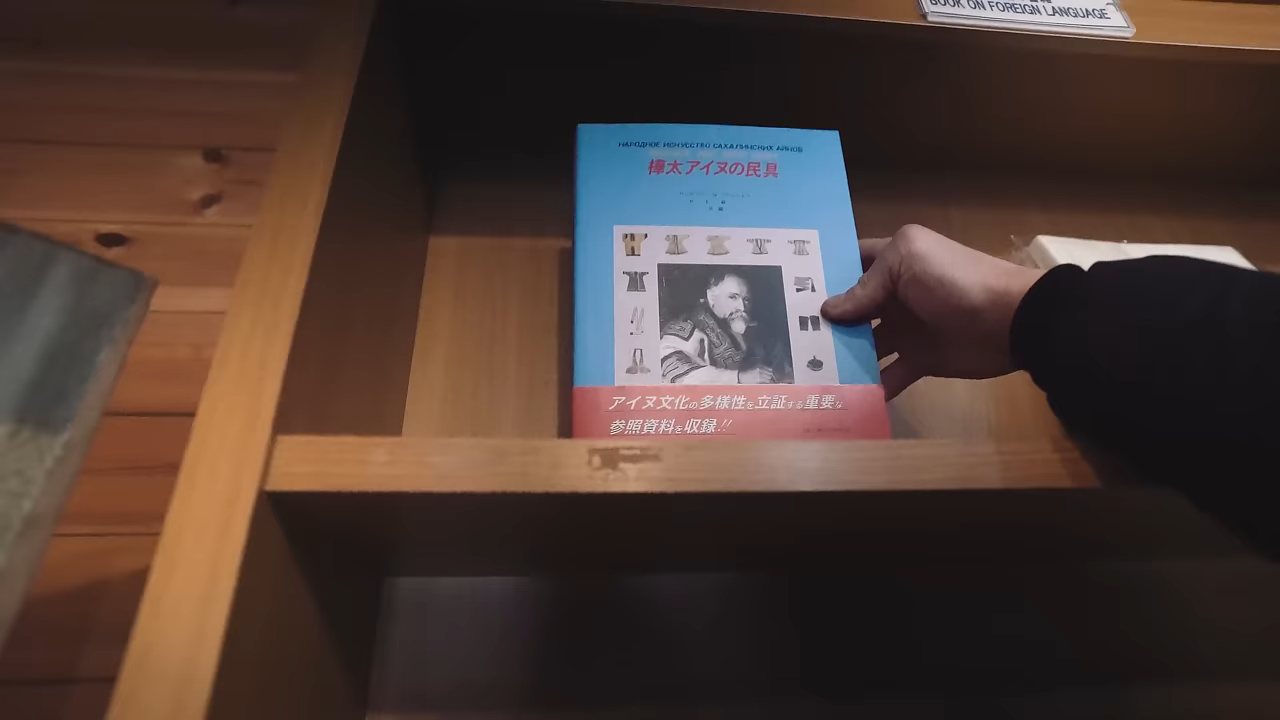 BOOK ON FOREIGN LANGUAGE
НАРОДНОЕ ИСКУССТВО САХАЛИНСКИХ АЙНОВ
樺太アイヌの民具
アイヌ文化の多様性を立証する重要な
参照資料を収録!!